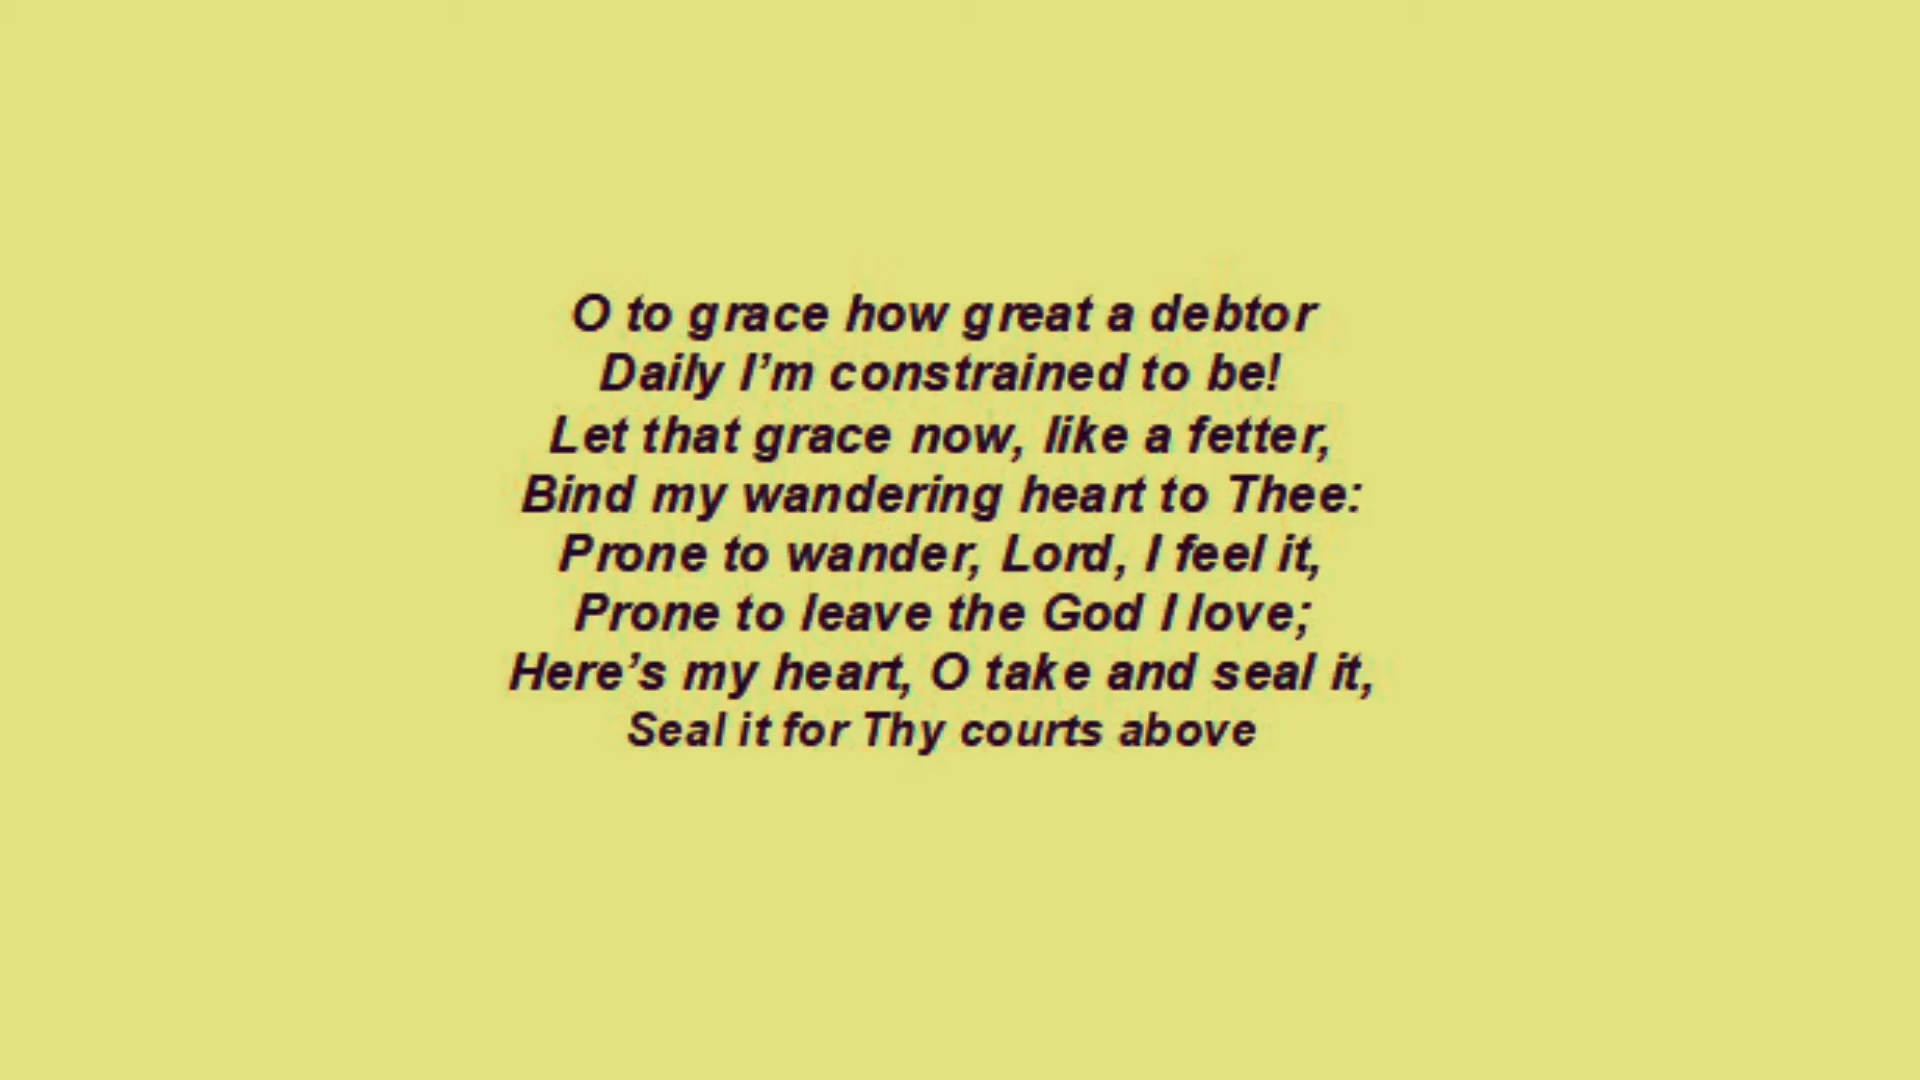 O to grace how great a debtor
Daily I’m constrained to be!
Let that grace now, like a fetter,
Bind my wandering heart to Thee:
Prone to wander, Lord, I feel it,
Prone to leave the God I love;
Here’s my heart, O take and seal it,
Seal it for Thy courts above